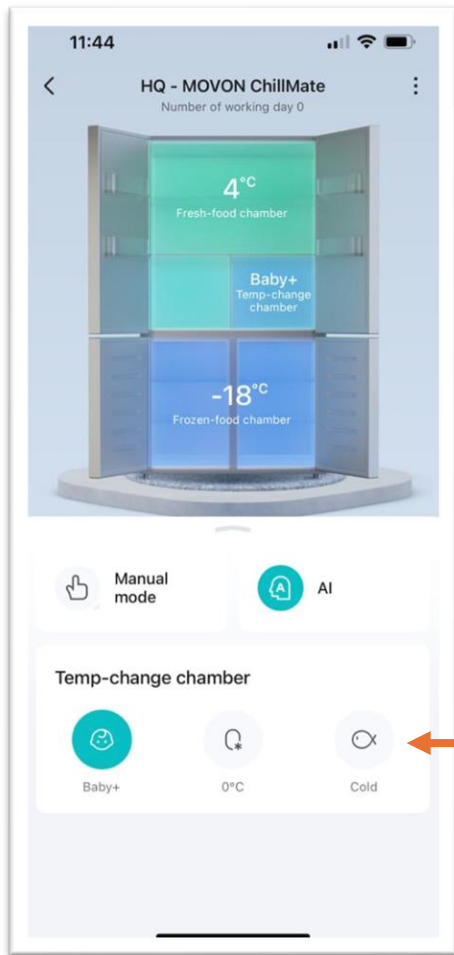 11:44
HQ - MOVON ChillMate
Number of working day 0
4°C
Fresh-food chamber
Baby+
Temp-change
chamber
-18°C
Frozen-food chamber
Manual
mode
A
AI
Temp-change chamber
Baby+
0°C
Cold